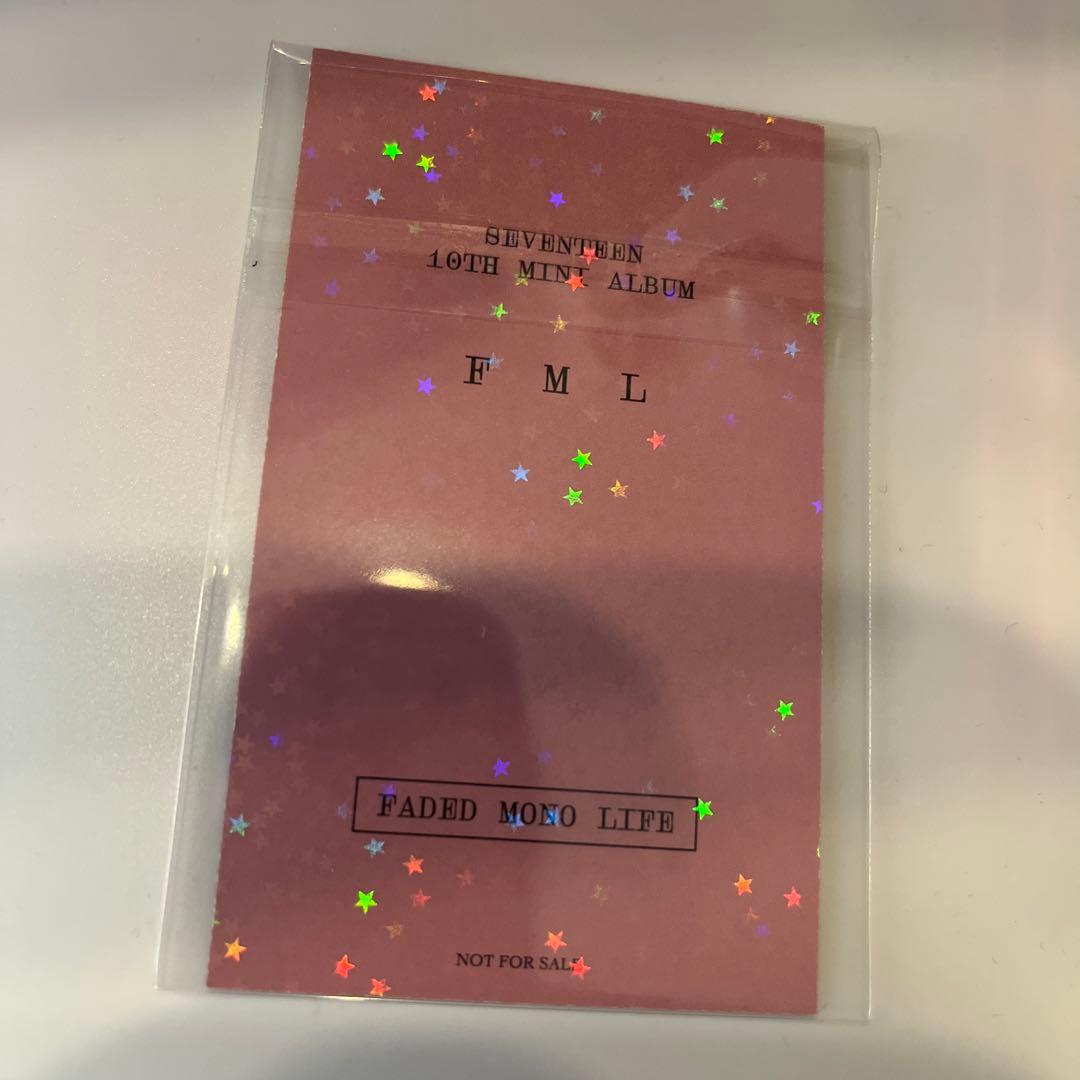 SEVENTEEN
10TH MINI ALBUM
F M L
FADED MONO LIFE
NOT FOR SALE